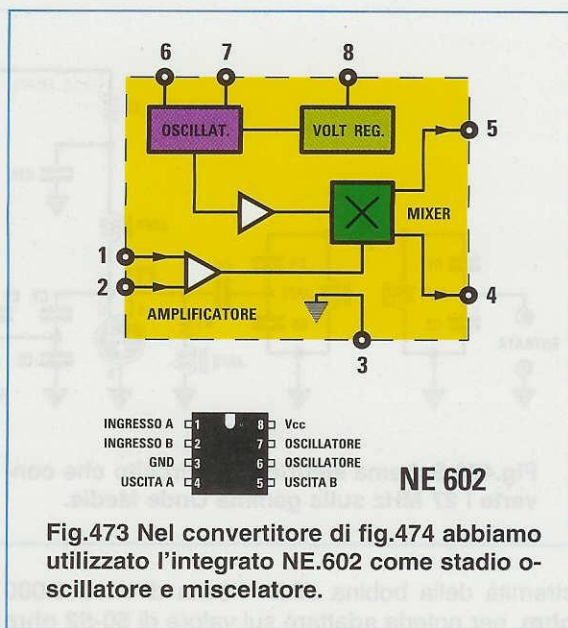 6 7 8
OSCILLAT. VOLT REG.
5
MIXER
1
2
AMPLIFICATORE
4
3
INGRESSO A 1 8 Vcc
INGRESSO B 2 7 OSCILLATORE
GND 3 6 OSCILLATORE
USCITA A 4 5 USCITA B
NE 602
Fig.473 Nel convertitore di fig.474 abbiamo
utilizzato l'integrato NE.602 come stadio o-
scillatore e miscelatore.